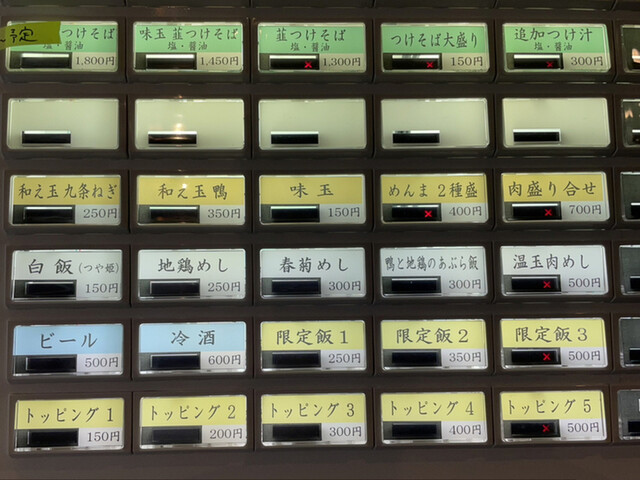 予定
つけそば
塩・醤油
1,800円
味玉 韮つけそば
塩・醤油
1,450円
韮つけそば
塩・醤油
1,300円
つけそば大盛り
150円
追加つけ汁
塩・醤油
300円
和え玉 九条ねぎ
250円
和え玉鴨
350円
味玉
150円
めんま2種盛
400円
肉盛り合せ
700円
白飯(つや姫)
150円
地鶏めし
250円
春菊めし
300円
鴨と地鶏のあぶら飯
300円
温玉肉めし
500円
ビール
500円
冷酒
600円
限定飯1
250円
限定飯2
350円
限定飯3
500円
トッピング1
150円
トッピング2
200円
トッピング3
300円
トッピング4
400円
トッピング5
500円